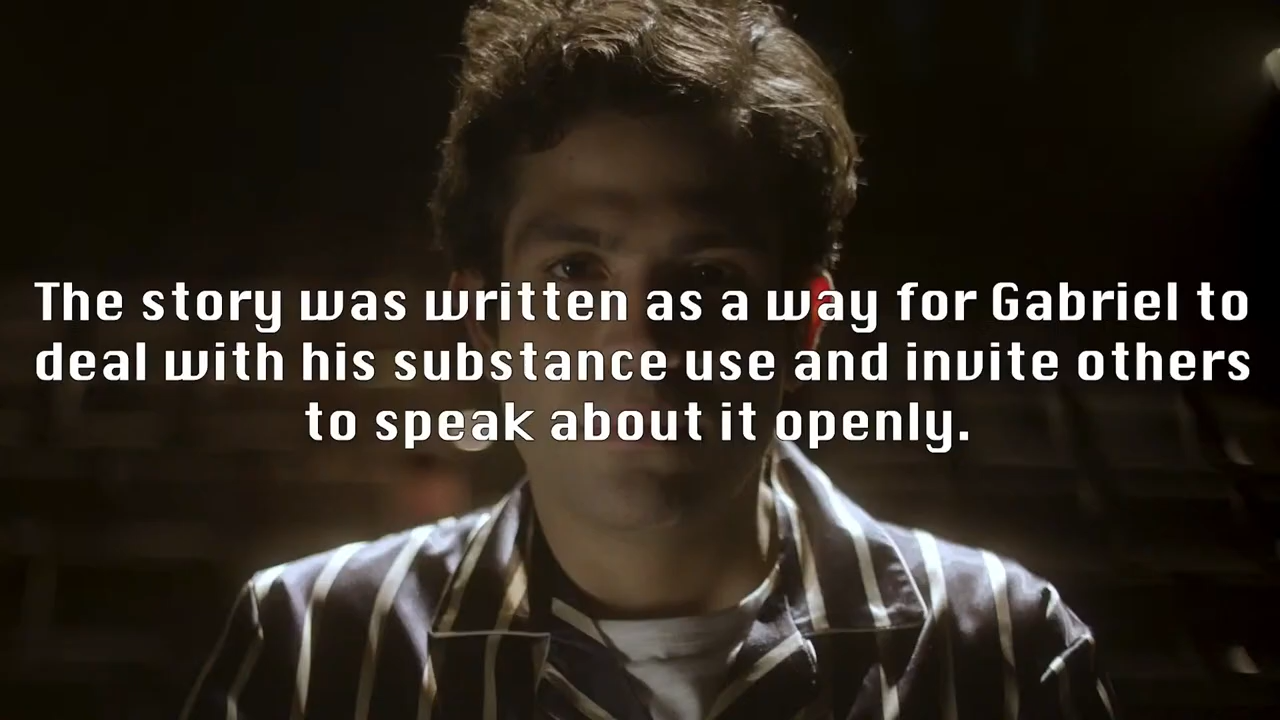 The story was written as a way for Gabriel to
deal with his substance use and invite others
to speak about it openly.